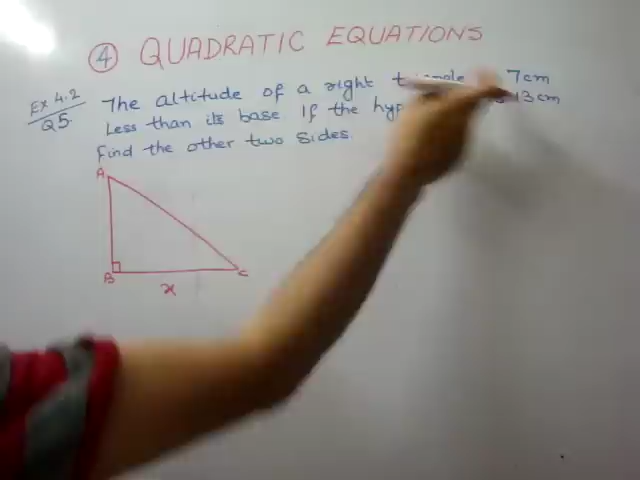 ④ QUADRATIC EQUATIONS
Ex 4.2
Q5
The altitude of a right 7cm
Less than its base If the hyp 13cm
Find the other two sides.
A
B
C
x